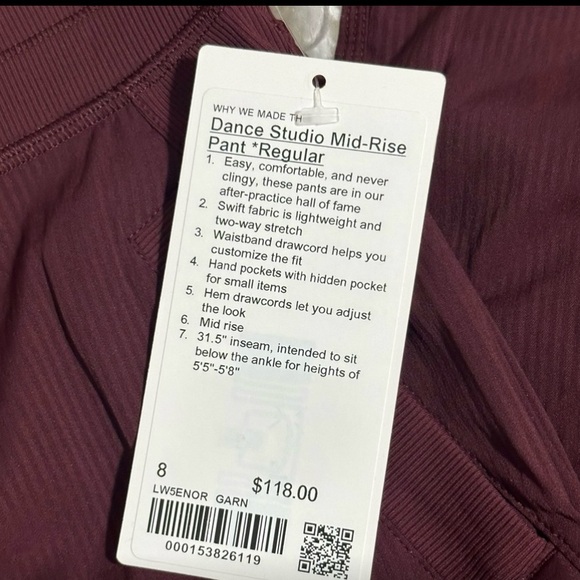 WHY WE MADE TH
Dance Studio Mid-Rise
Pant *Regular
1. Easy, comfortable, and never
clingy, these pants are in our
after-practice hall of fame
2. Swift fabric is lightweight and
two-way stretch
3. Waistband drawcord helps you
customize the fit
4. Hand pockets with hidden pocket
for small items
5. Hem drawcords let you adjust
the look
6. Mid rise
7. 31.5" inseam, intended to sit
below the ankle for heights of
5'5"-5'8"
8
$118.00
LW5ENOR GARN
000153826119